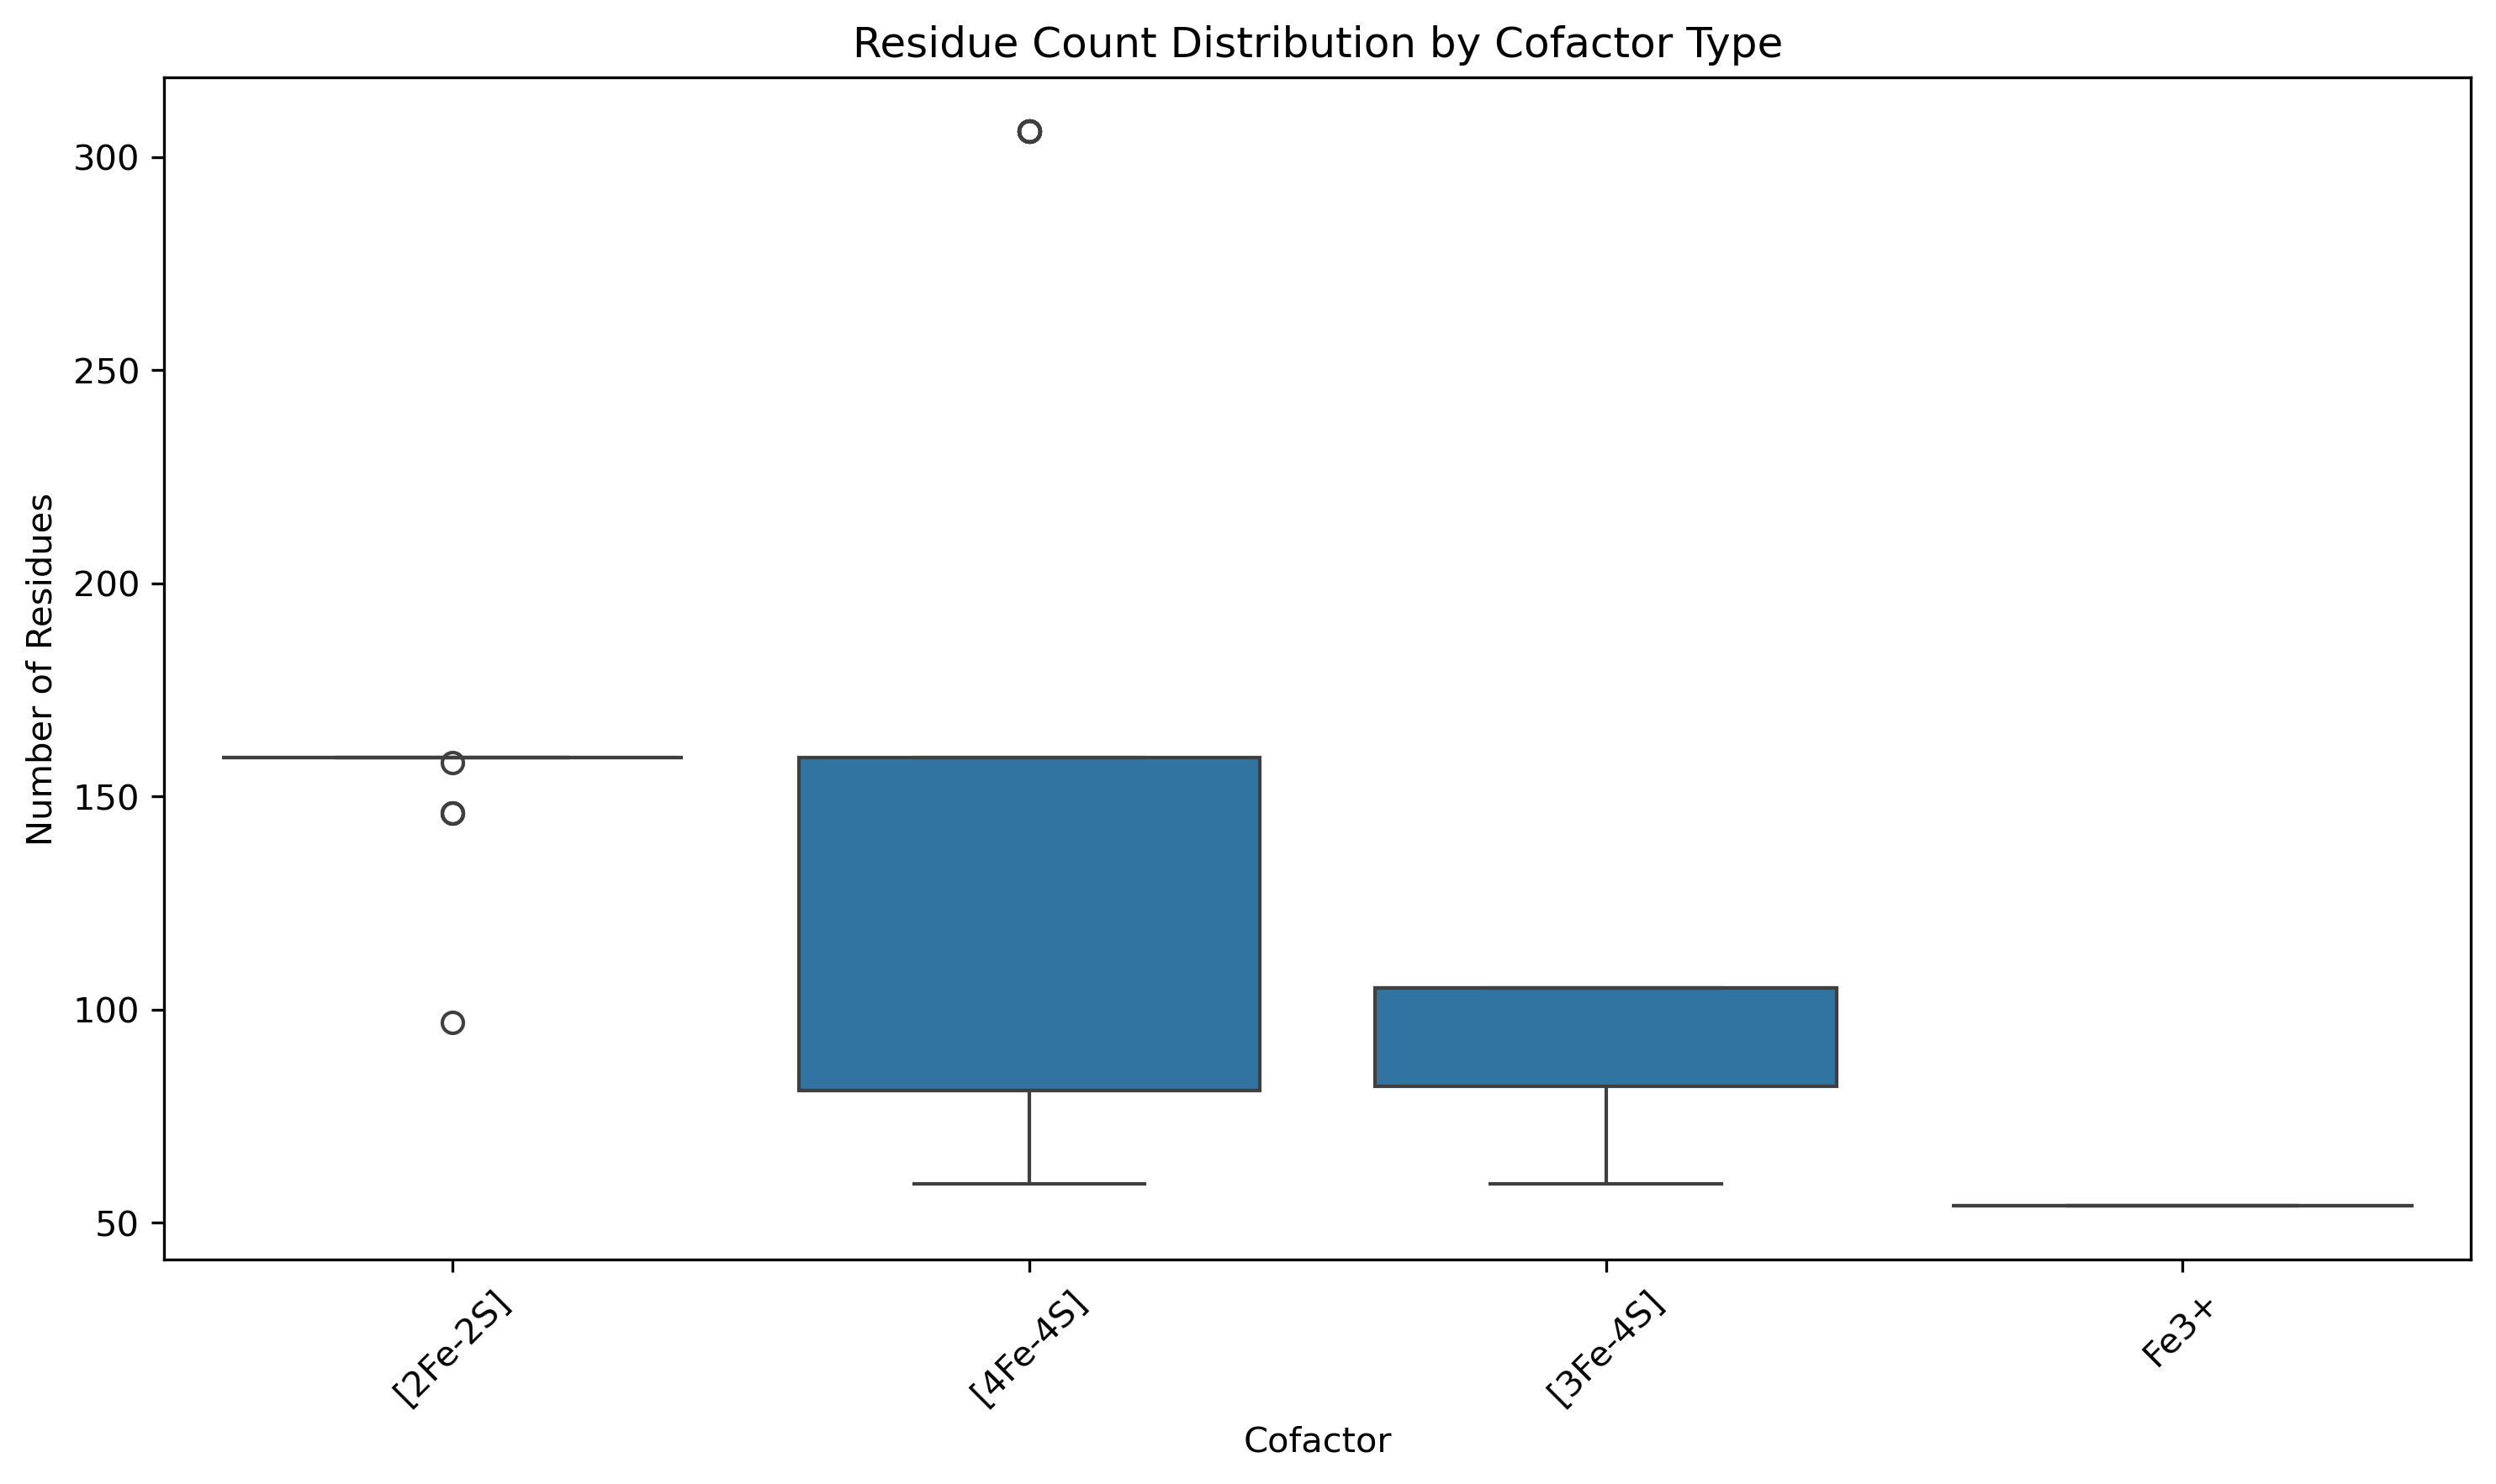 Residue Count Distribution by Cofactor Type
Number of Residues
300
250
200
150
100
50
[2Fe-2S]
[4Fe-4S]
[3Fe-4S]
Fe3+
Cofactor